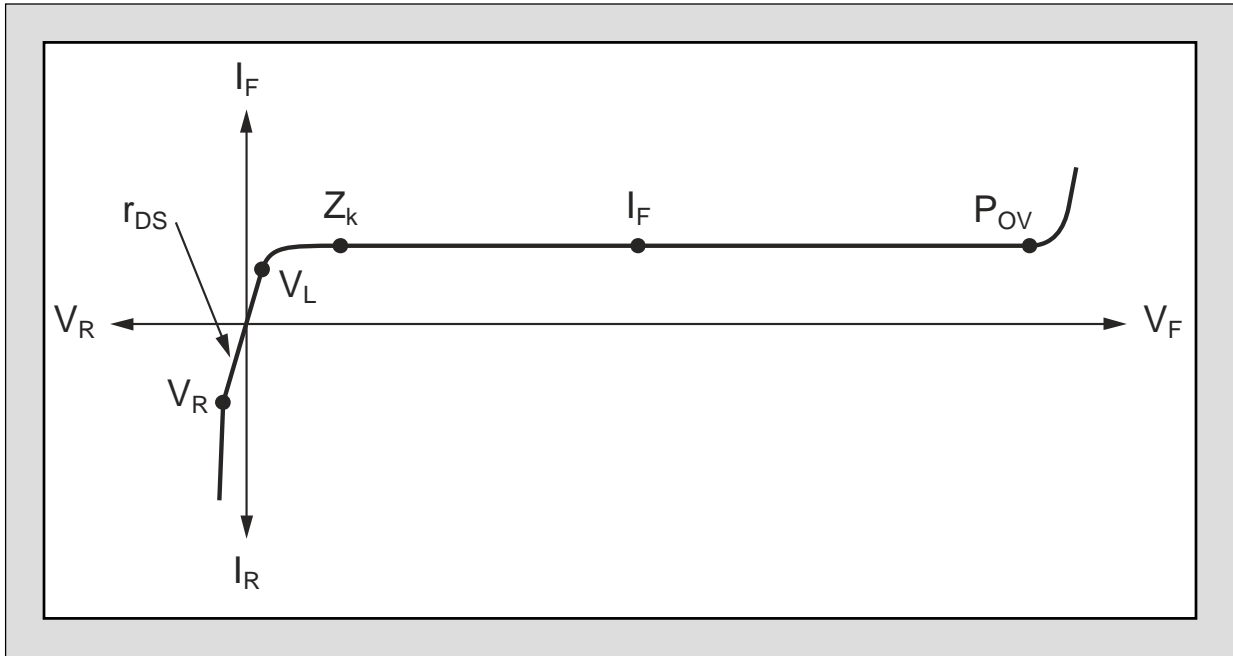 I_F
r_DS
Z_k
I_F
P_OV
V_L
V_R
V_F
V_R
I_R